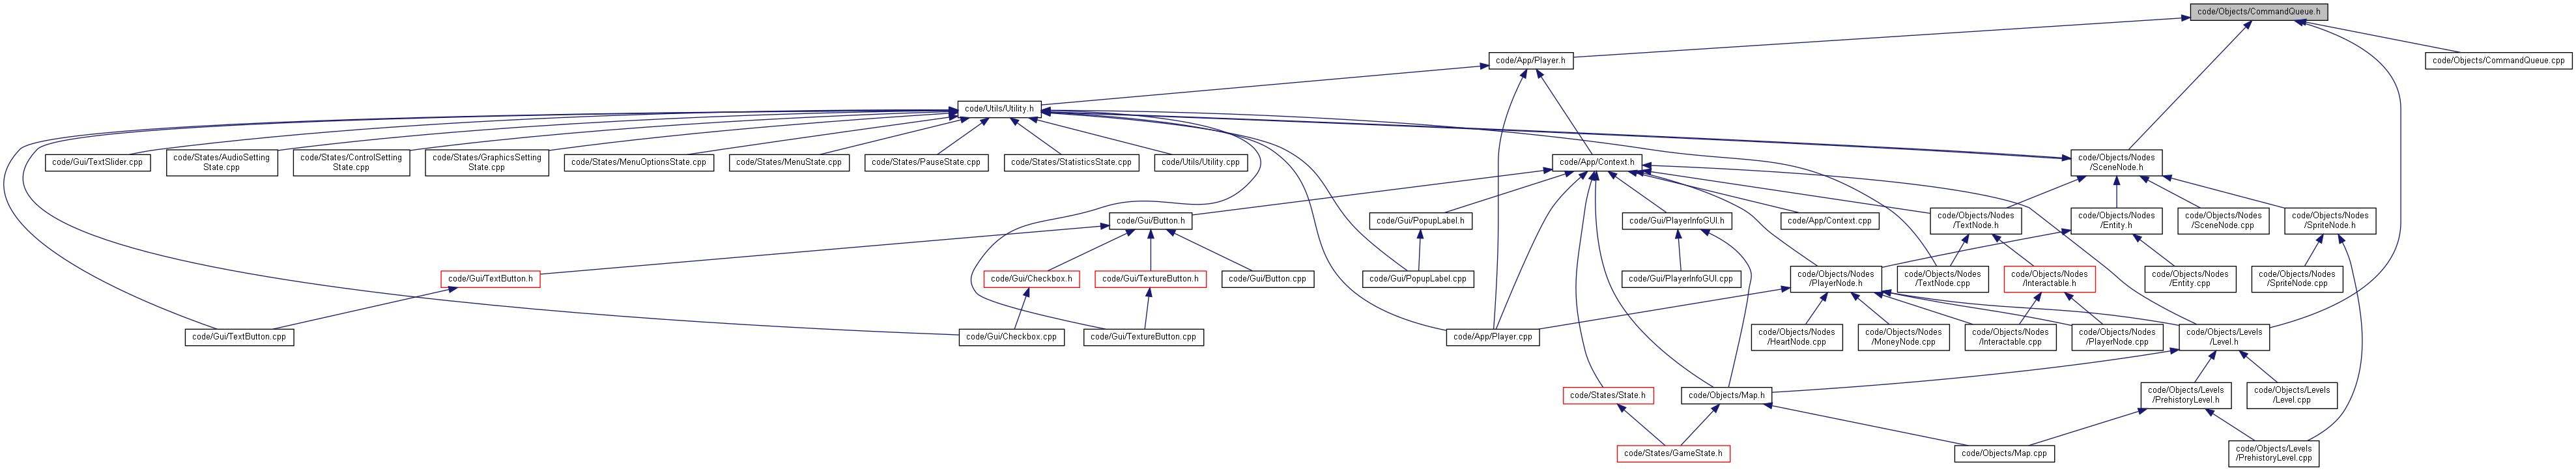 code/Objects/CommandQueue.h
code/App/Player.h
code/Objects/CommandQueue.cpp
code/Utils/Utility.h
code/Gui/TextSlider.cpp
code/States/AudioSetting
State.cpp
code/States/ControlSetting
State.cpp
code/States/GraphicsSetting
State.cpp
code/States/MenuOptionsState.cpp
code/States/MenuState.cpp
code/States/PauseState.cpp
code/States/StatisticsState.cpp
code/Utils/Utility.cpp
code/App/Context.h
code/Objects/Nodes
/SceneNode.h
code/Gui/Button.h
code/Gui/PopupLabel.h
code/Gui/PlayerInfoGUI.h
code/App/Context.cpp
code/Objects/Nodes
/TextNode.h
code/Objects/Nodes
/Entity.h
code/Objects/Nodes
/SceneNode.cpp
code/Objects/Nodes
/SpriteNode.h
code/Gui/TextButton.h
code/Gui/Checkbox.h
code/Gui/TextureButton.h
code/Gui/Button.cpp
code/Gui/PopupLabel.cpp
code/Gui/PlayerInfoGUI.cpp
code/Objects/Nodes
/PlayerNode.h
code/Objects/Nodes
/TextNode.cpp
code/Objects/Nodes
/Interactable.h
code/Objects/Nodes
/Entity.cpp
code/Objects/Nodes
/SpriteNode.cpp
code/Gui/TextButton.cpp
code/Gui/Checkbox.cpp
code/Gui/TextureButton.cpp
code/App/Player.cpp
code/Objects/Nodes
/HeartNode.cpp
code/Objects/Nodes
/MoneyNode.cpp
code/Objects/Nodes
/Interactable.cpp
code/Objects/Nodes
/PlayerNode.cpp
code/Objects/Levels
/Level.h
code/States/State.h
code/Objects/Map.h
code/Objects/Levels
/PrehistoryLevel.h
code/Objects/Levels
/Level.cpp
code/States/GameState.h
code/Objects/Map.cpp
code/Objects/Levels
/PrehistoryLevel.cpp